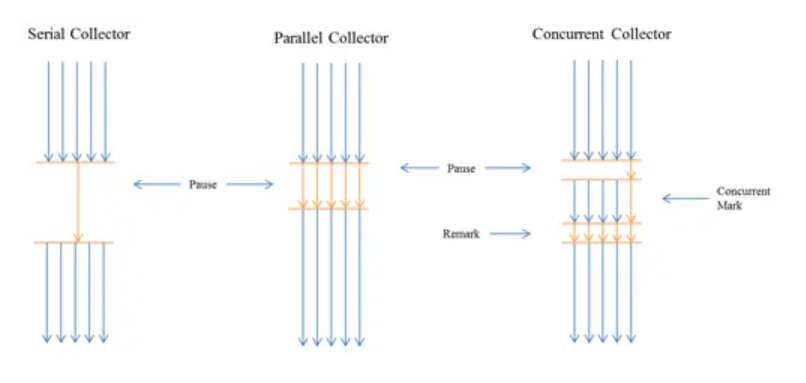 Serial Collector
Parallel Collector
Concurrent Collector
Pause
Pause
Concurrent
Mark
Remark